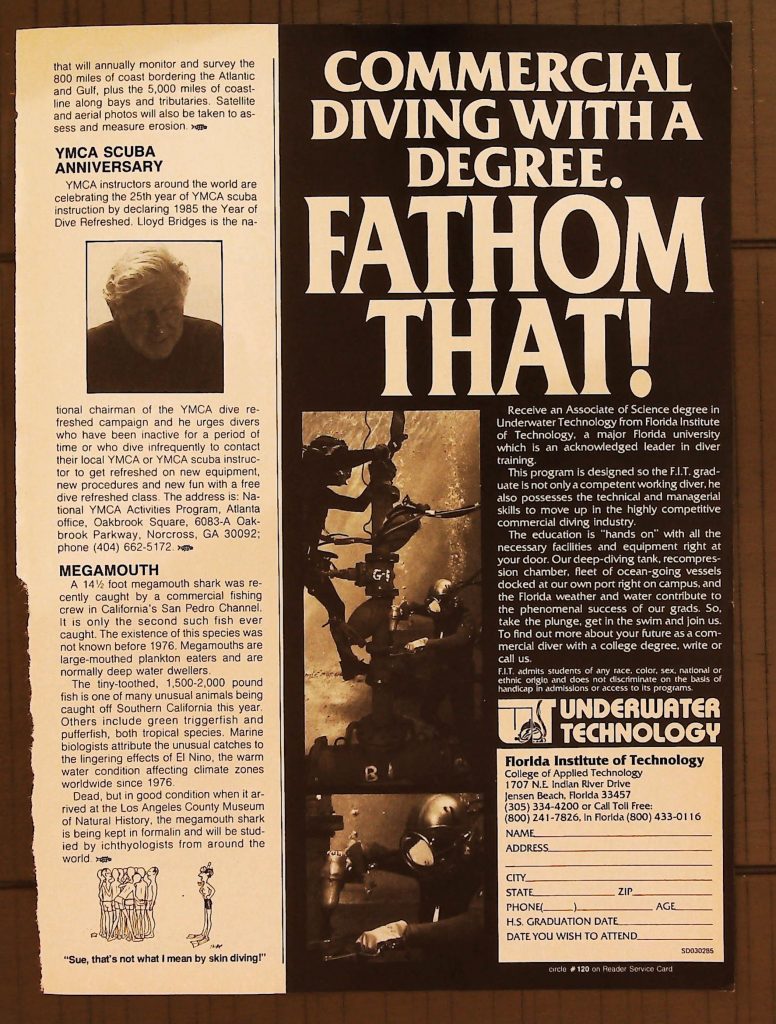 that will annually monitor and survey the
800 miles of coast bordering the Atlantic
and Gulf, plus the 5,000 miles of coast-
line along bays and tributaries. Satellite
and aerial photos will also be taken to as-
sess and measure erosion.
YMCA SCUBA
ANNIVERSARY
YMCA instructors around the world are
celebrating the 25th year of YMCA scuba
instruction by declaring 1985 the Year of
Dive Refreshed. Lloyd Bridges is the na-
tional chairman of the YMCA dive re-
freshed campaign and he urges divers
who have been inactive for a period of
time or who dive infrequently to contact
their local YMCA or YMCA scuba instruc-
tor to get refreshed on new equipment,
new procedures and new fun with a free
dive refreshed class. The address is: Na-
tional YMCA Activities Program, Atlanta
office, Oakbrook Square, 6083-A Oak-
brook Parkway, Norcross, GA 30092;
phone (404) 662-5172.
MEGAMOUTH
A 14½ foot megamouth shark was re-
cently caught by a commercial fishing
crew in California's San Pedro Channel.
It is only the second such fish ever
caught. The existence of this species was
not known before 1976. Megamouths are
large-mouthed plankton eaters and are
normally deep water dwellers.
The tiny-toothed, 1,500-2,000 pound
fish is one of many unusual animals being
caught off Southern California this year.
Others include green triggerfish and
pufferfish, both tropical species. Marine
biologists attribute the unusual catches to
the lingering effects of El Nino, the warm
water condition affecting climate zones
worldwide since 1976.
Dead, but in good condition when it ar-
rived at the Los Angeles County Museum
of Natural History, the megamouth shark
is being kept in formalin and will be stud-
ied by ichthyologists from around the
world.
"Sue, that's not what I mean by skin diving!"
COMMERCIAL
DIVING WITH A
DEGREE.
FATHOM
THAT!
G-1
B1
Receive an Associate of Science degree in
Underwater Technology from Florida Institute
of Technology, a major Florida university
which is an acknowledged leader in diver
training.
This program is designed so the F.I.T. grad-
uate is not only a competent working diver, he
also possesses the technical and managerial
skills to move up in the highly competitive
commercial diving industry.
The education is "hands on" with all the
necessary facilities and equipment right at
your door. Our deep-diving tank, recompres-
sion chamber, fleet of ocean-going vessels
docked at our own port right on campus, and
the Florida weather and water contribute to
the phenomenal success of our grads. So,
take the plunge, get in the swim and join us.
To find out more about your future as a com-
mercial diver with a college degree, write or
call us.
F.I.T. admits students of any race, color, sex, national or
ethnic origin and does not discriminate on the basis of
handicap in admissions or access to its programs.
UNDERWATER
TECHNOLOGY
Florida Institute of Technology
College of Applied Technology
1707 N.E. Indian River Drive
Jensen Beach, Florida 33457
(305) 334-4200 or Call Toll Free:
(800) 241-7826, in Florida (800) 433-0116
NAME
ADDRESS
CITY
STATE ZIP
PHONE( ) AGE
H.S. GRADUATION DATE
DATE YOU WISH TO ATTEND
SD030285
circle #120 on Reader Service Card